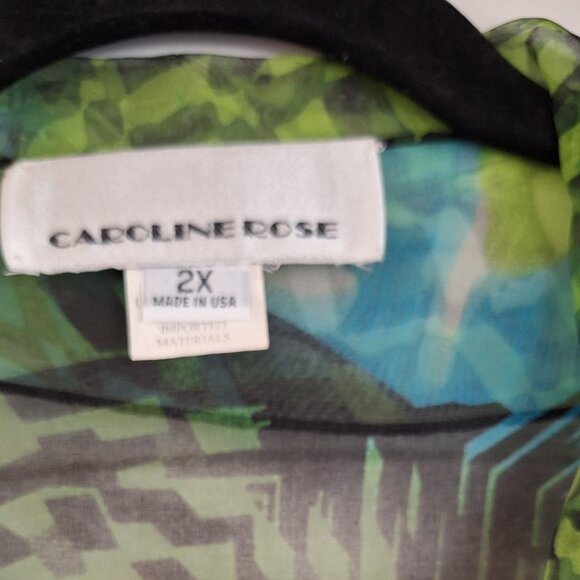 CAROLINE ROSE
2X
MADE IN USA
IMPORTED
MATERIALS